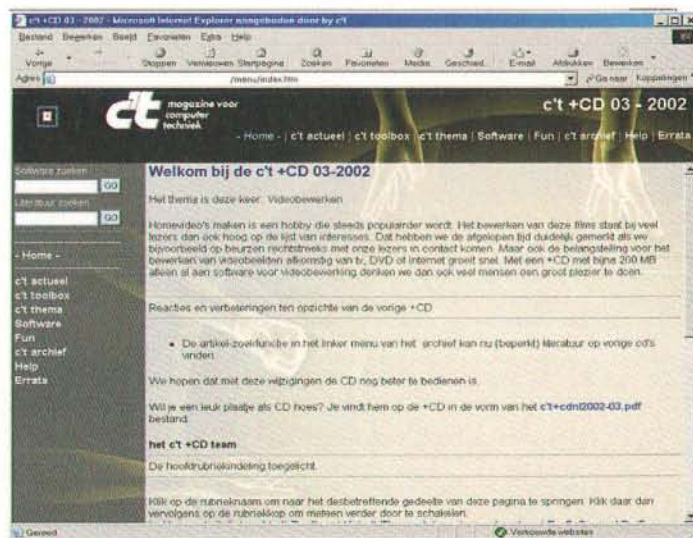 c't +CD 03 - 2002 - Microsoft Internet Explorer aangeboden door by c't
Bestand Bewerken Beeld Favorieten Extra Help
Vorige Stoppen Vernieuwen Startpagina Zoeken Favorieten Media Geschied. E-mail Afdrukken Bewerken
Adres /menu/index.htm Ga naar Koppelingen
c't magazine voor computer techniek
c't +CD 03 - 2002
- Home - | c't actueel | c't toolbox | c't thema | Software | Fun | c't archief | Help | Errata
Software zoeken
GO
Literatuur zoeken
GO
- Home -
c't actueel
c't toolbox
c't thema
Software
Fun
c't archief
Help
Errata
Welkom bij de c't +CD 03-2002
Het thema is deze keer: Videobewerken
Homevideo's maken is een hobby die steeds populairder wordt. Het bewerken van deze films staat bij veel
lezers dan ook hoog op de lijst van interesses. Dat hebben we de afgelopen tijd duidelijk gemerkt als we
bijvoorbeeld op beurzen rechtstreeks met onze lezers in contact komen. Maar ook de belangstelling voor het
bewerken van videobeelden afkomstig van tv, DVD of Internet groeit snel. Met een +CD met bijna 200 MB
alleen al aan software voor videobewerking denken we dan ook veel mensen een groot plezier te doen.
Reacties en verbeteringen ten opzichte van de vorige +CD
• De artikel-zoekfunctie in het linker menu van het archief kan nu (beperkt) literatuur op vorige cd's
vinden.
We hopen dat met deze wijzigingen de CD nog beter te bedienen is.
Wil je een leuk plaatje als CD hoes? Je vindt hem op de +CD in de vorm van het c't+cdnl2002-03.pdf
bestand.
het c't +CD team
De hoofdrubriekindeling toegelicht.
Klik op de rubrieknaam om naar het desbetreffende gedeelte van deze pagina te springen. Klik daar dan
vervolgens op de rubriekkop om meteen verder door te schakelen.
Gereed Vertrouwde websites